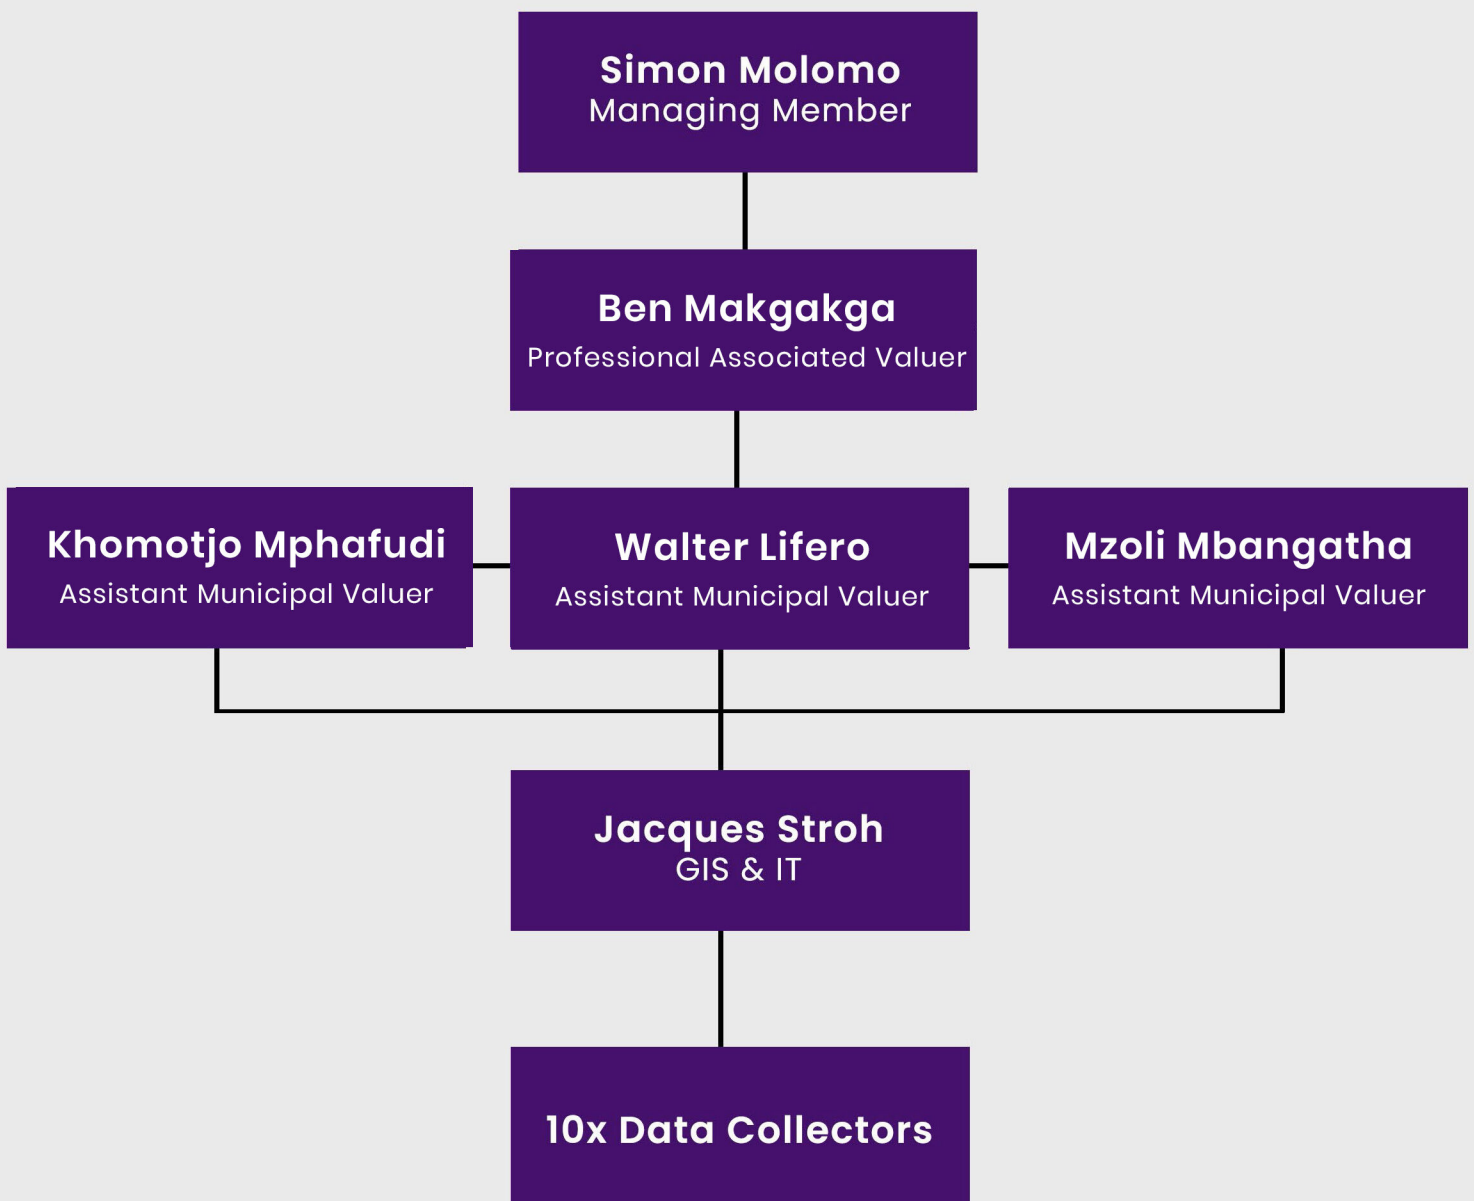 Simon Molomo
Managing Member
Ben Makgakga
Professional Associated Valuer
Khomotjo Mphafudi
Assistant Municipal Valuer
Walter Lifero
Assistant Municipal Valuer
Mzoli Mbangatha
Assistant Municipal Valuer
Jacques Stroh
GIS & IT
10x Data Collectors